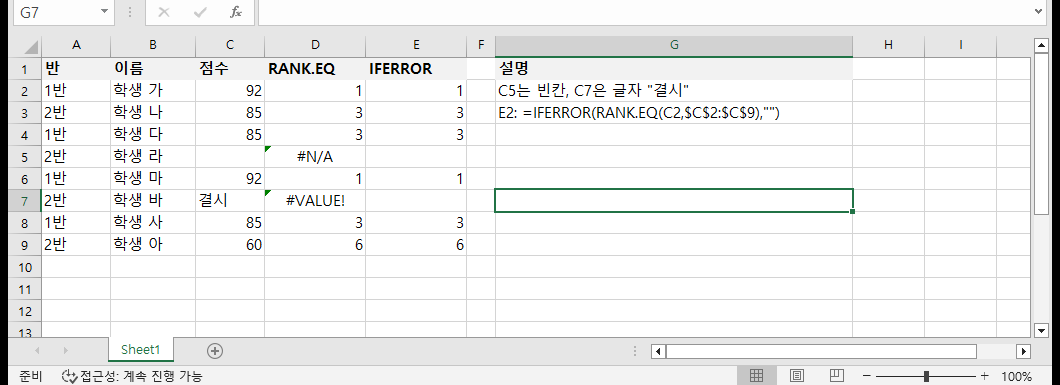 G7
fx
A B C D E F G H I
1 반 이름 점수 RANK.EQ IFERROR 설명
2 1반 학생 가 92 1 1 C5는 빈칸, C7은 글자 "결시"
3 2반 학생 나 85 3 3 E2: =IFERROR(RANK.EQ(C2,$C$2:$C$9),"")
4 1반 학생 다 85 3 3
5 2반 학생 라 #N/A
6 1반 학생 마 92 1 1
7 2반 학생 바 결시 #VALUE!
8 1반 학생 사 85 3 3
9 2반 학생 아 60 6 6
10
11
12
13
Sheet1
준비 접근성: 계속 진행 가능 100%